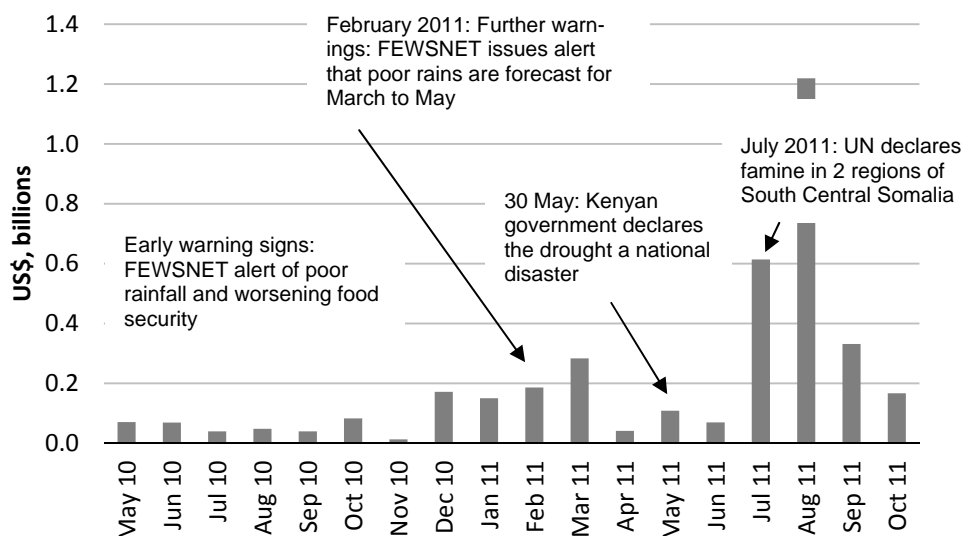 US$, billions
1.4
1.2
1.0
0.8
0.6
0.4
0.2
0.0
February 2011: Further warn-
ings: FEWSNET issues alert
that poor rains are forecast for
March to May
July 2011: UN declares
famine in 2 regions of
South Central Somalia
30 May: Kenyan
government declares
the drought a national
disaster
Early warning signs:
FEWSNET alert of poor
rainfall and worsening food
security
May 10
Jun 10
Jul 10
Aug 10
Sep 10
Oct 10
Nov 10
Dec 10
Jan 11
Feb 11
Mar 11
Apr 11
May 11
Jun 11
Jul 11
Aug 11
Sep 11
Oct 11